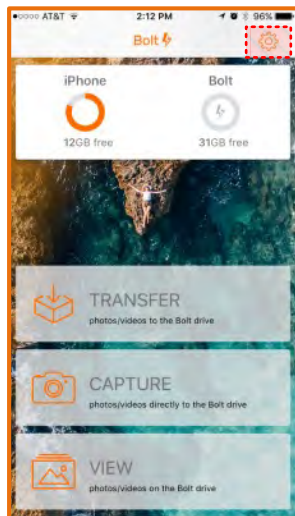 AT&T 2:12 PM 96%
Bolt
iPhone Bolt
12GB free 31GB free
TRANSFER
photos/videos to the Bolt drive
CAPTURE
photos/videos directly to the Bolt drive
VIEW
photos/videos on the Bolt drive